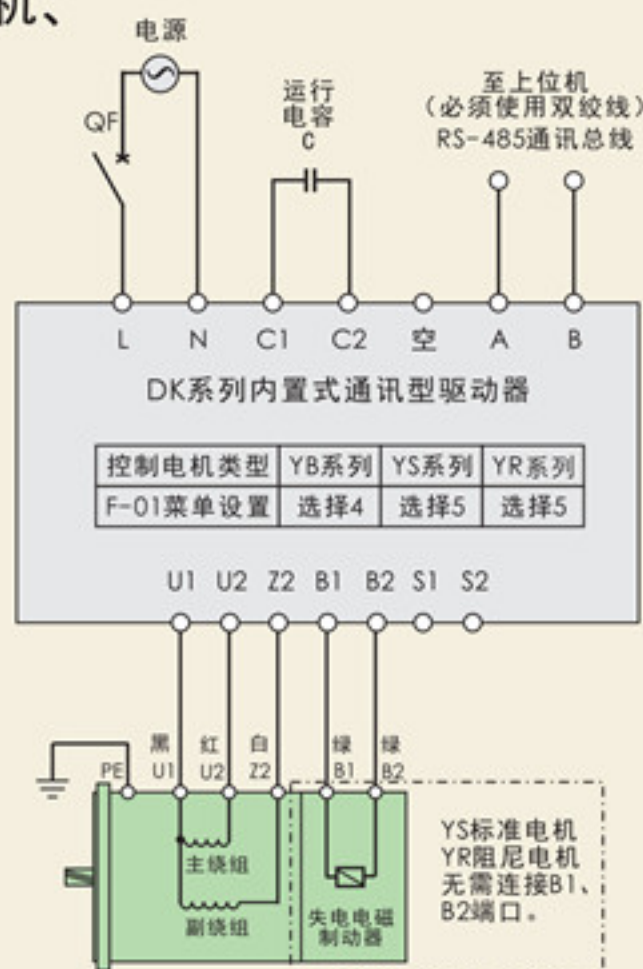 机、
电源
QF
运行
电容
C
至上位机
（必须使用双绞线）
RS-485通讯总线
L N C1 C2 空 A B
DK系列内置式通讯型驱动器
控制电机类型 YB系列 YS系列 YR系列
F-01菜单设置 选择4 选择5 选择5
U1 U2 Z2 B1 B2 S1 S2
黑 红 白 绿 绿
PE U1 U2 Z2 B1 B2
主绕组
副绕组
失电电磁
制动器
YS标准电机
YR阻尼电机
无需连接B1、
B2端口。